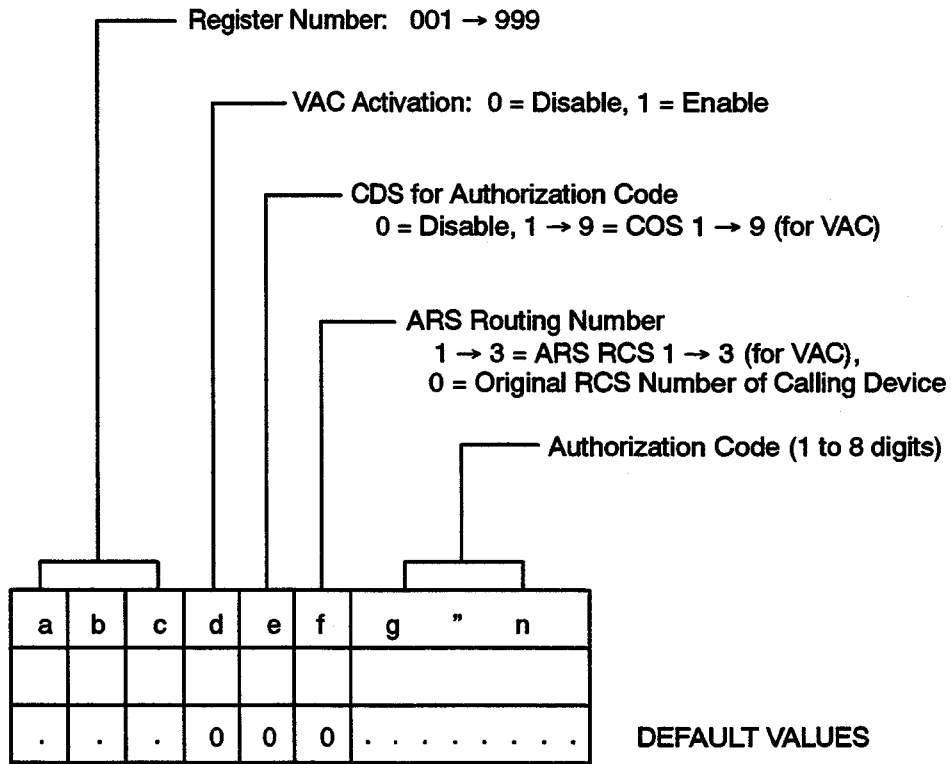 Register Number: 001 → 999
VAC Activation: 0 = Disable, 1 = Enable
CDS for Authorization Code
0 = Disable, 1 → 9 = COS 1 → 9 (for VAC)
ARS Routing Number
1 → 3 = ARS RCS 1 → 3 (for VAC),
0 = Original RCS Number of Calling Device
Authorization Code (1 to 8 digits)
a b c d e f g ” n
. . . 0 0 0 . . . . . . . . DEFAULT VALUES